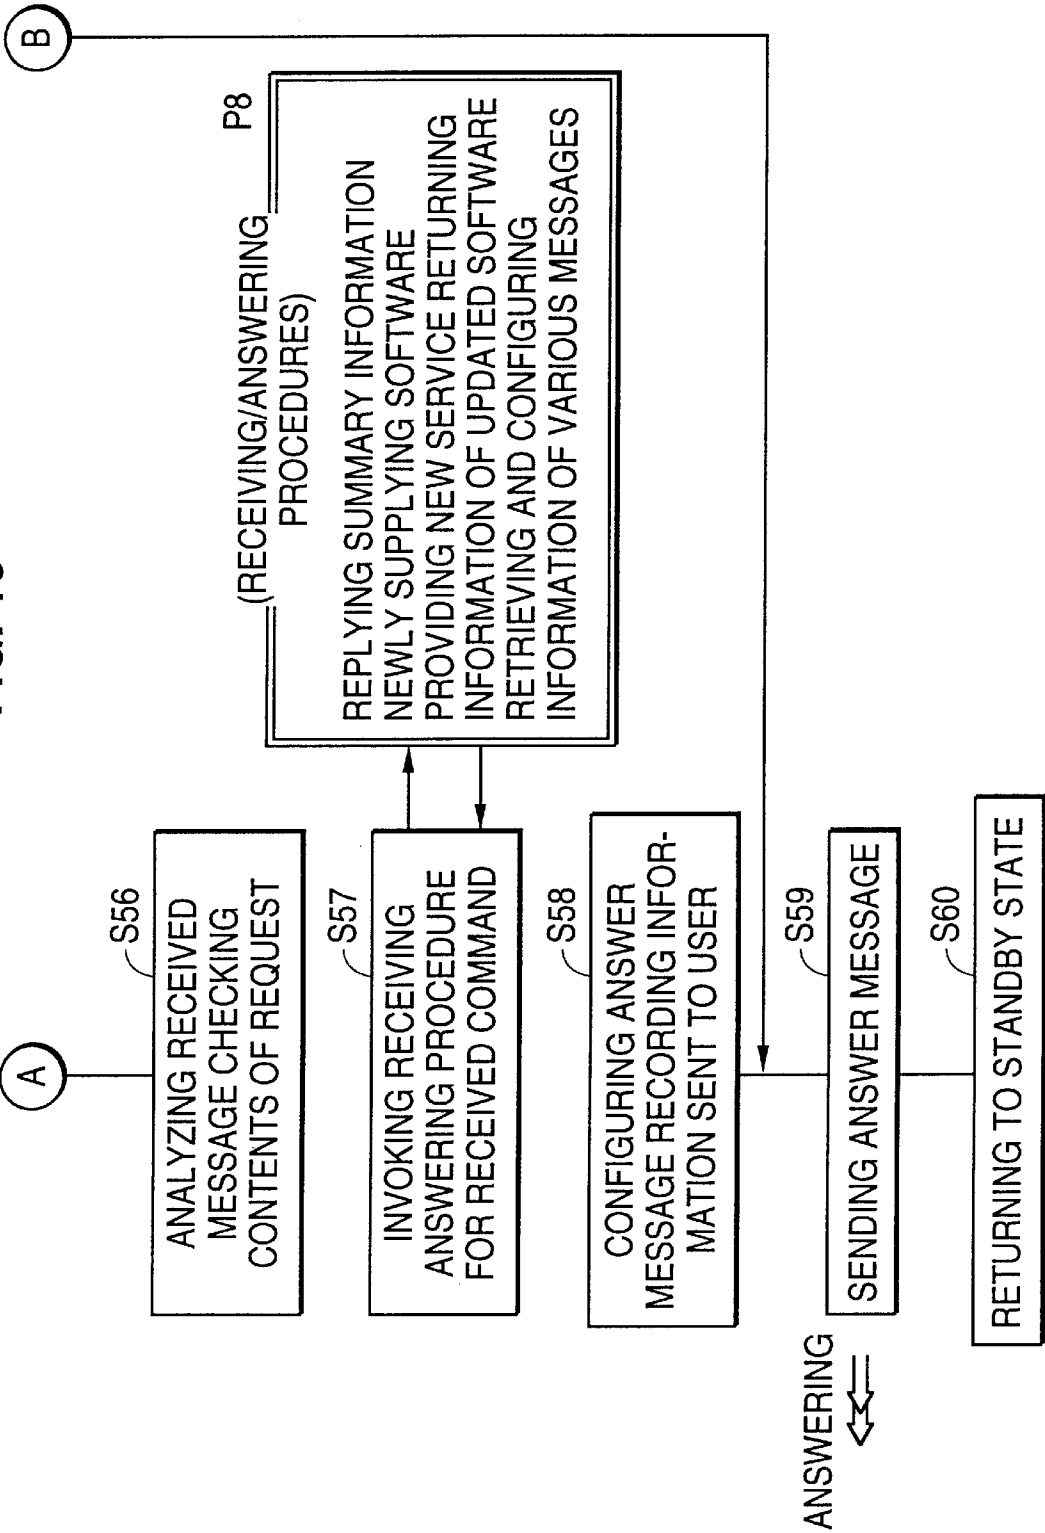 A
B
S56
ANALYZING RECEIVED
MESSAGE CHECKING
CONTENTS OF REQUEST
S57
INVOKING RECEIVING
ANSWERING PROCEDURE
FOR RECEIVED COMMAND
(RECEIVING/ANSWERING
PROCEDURES)
P8
REPLYING SUMMARY INFORMATION
NEWLY SUPPLYING SOFTWARE
PROVIDING NEW SERVICE RETURNING
INFORMATION OF UPDATED SOFTWARE
RETRIEVING AND CONFIGURING
INFORMATION OF VARIOUS MESSAGES
S58
CONFIGURING ANSWER
MESSAGE RECORDING INFOR-
MATION SENT TO USER
S59
SENDING ANSWER MESSAGE
ANSWERING
S60
RETURNING TO STANDBY STATE